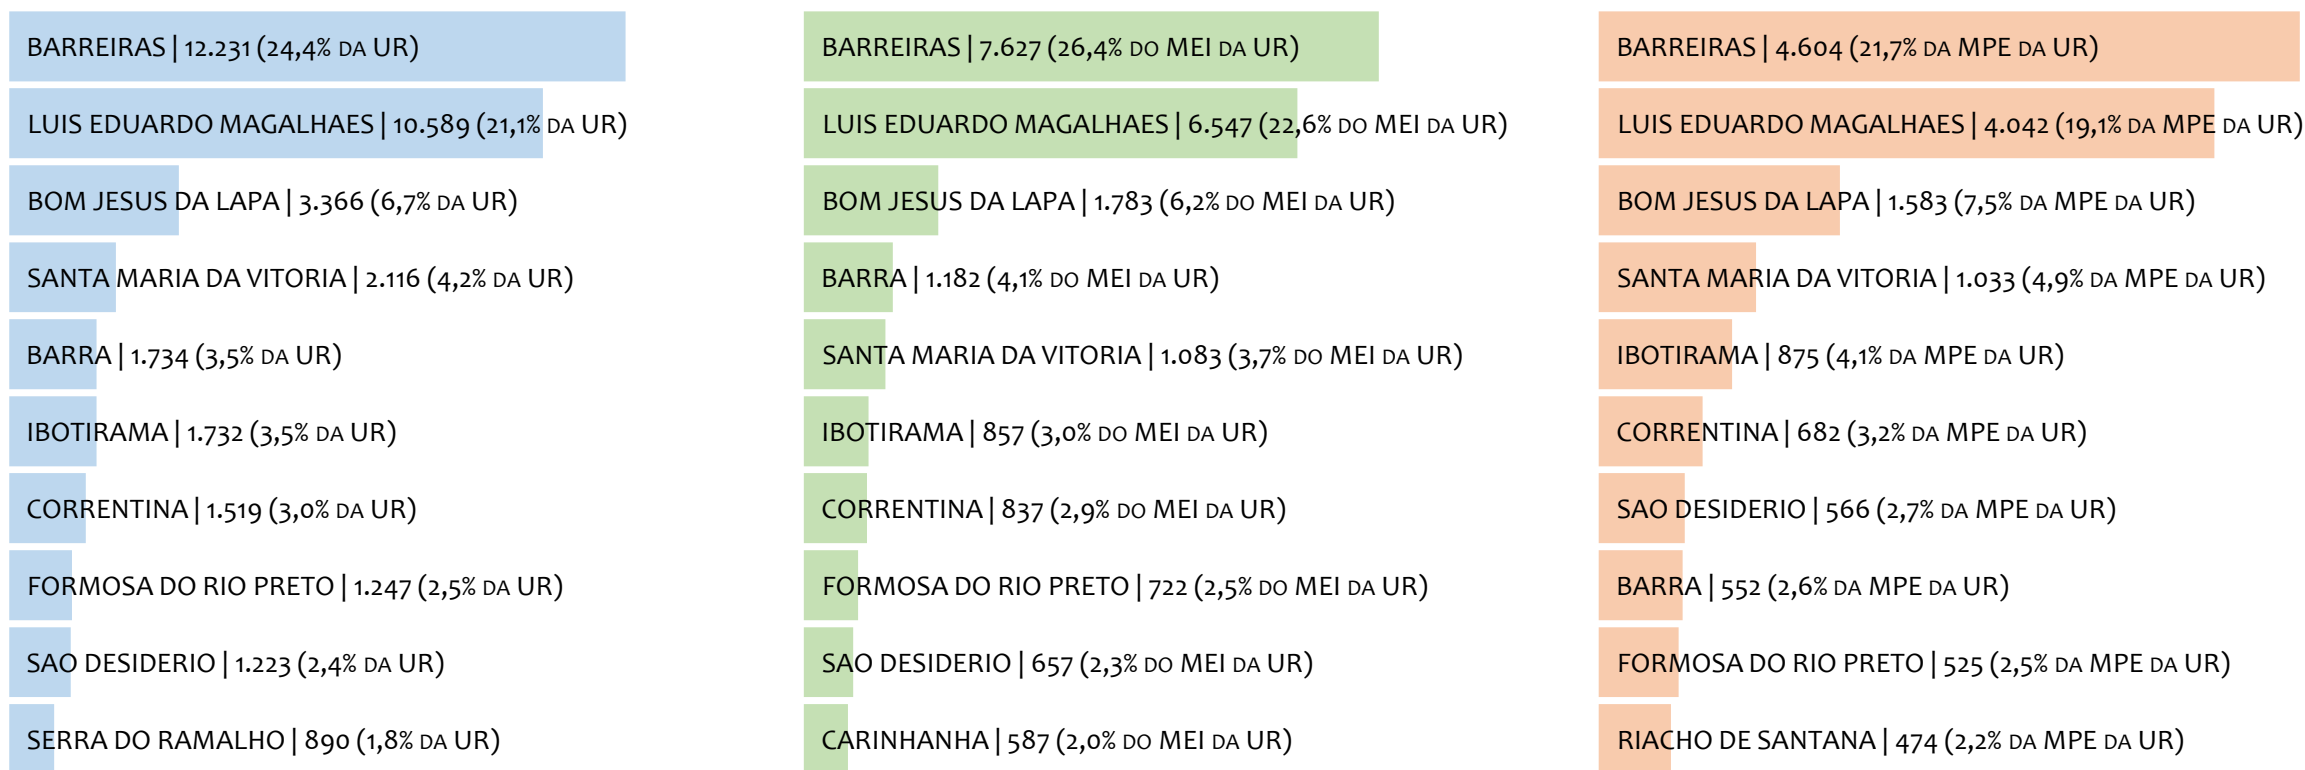 BARREIRAS | 12.231 (24,4% DA UR)
LUIS EDUARDO MAGALHAES | 10.589 (21,1% DA UR)
BOM JESUS DA LAPA | 3.366 (6,7% DA UR)
SANTA MARIA DA VITORIA | 2.116 (4,2% DA UR)
BARRA | 1.734 (3,5% DA UR)
IBOTIRAMA | 1.732 (3,5% DA UR)
CORRENTINA | 1.519 (3,0% DA UR)
FORMOSA DO RIO PRETO | 1.247 (2,5% DA UR)
SAO DESIDERIO | 1.223 (2,4% DA UR)
SERRA DO RAMALHO | 890 (1,8% DA UR)
BARREIRAS | 7.627 (26,4% DO MEI DA UR)
LUIS EDUARDO MAGALHAES | 6.547 (22,6% DO MEI DA UR)
BOM JESUS DA LAPA | 1.783 (6,2% DO MEI DA UR)
BARRA | 1.182 (4,1% DO MEI DA UR)
SANTA MARIA DA VITORIA | 1.083 (3,7% DO MEI DA UR)
IBOTIRAMA | 857 (3,0% DO MEI DA UR)
CORRENTINA | 837 (2,9% DO MEI DA UR)
FORMOSA DO RIO PRETO | 722 (2,5% DO MEI DA UR)
SAO DESIDERIO | 657 (2,3% DO MEI DA UR)
CARINHANHA | 587 (2,0% DO MEI DA UR)
BARREIRAS | 4.604 (21,7% DA MPE DA UR)
LUIS EDUARDO MAGALHAES | 4.042 (19,1% DA MPE DA UR)
BOM JESUS DA LAPA | 1.583 (7,5% DA MPE DA UR)
SANTA MARIA DA VITORIA | 1.033 (4,9% DA MPE DA UR)
IBOTIRAMA | 875 (4,1% DA MPE DA UR)
CORRENTINA | 682 (3,2% DA MPE DA UR)
SAO DESIDERIO | 566 (2,7% DA MPE DA UR)
BARRA | 552 (2,6% DA MPE DA UR)
FORMOSA DO RIO PRETO | 525 (2,5% DA MPE DA UR)
RIACHO DE SANTANA | 474 (2,2% DA MPE DA UR)